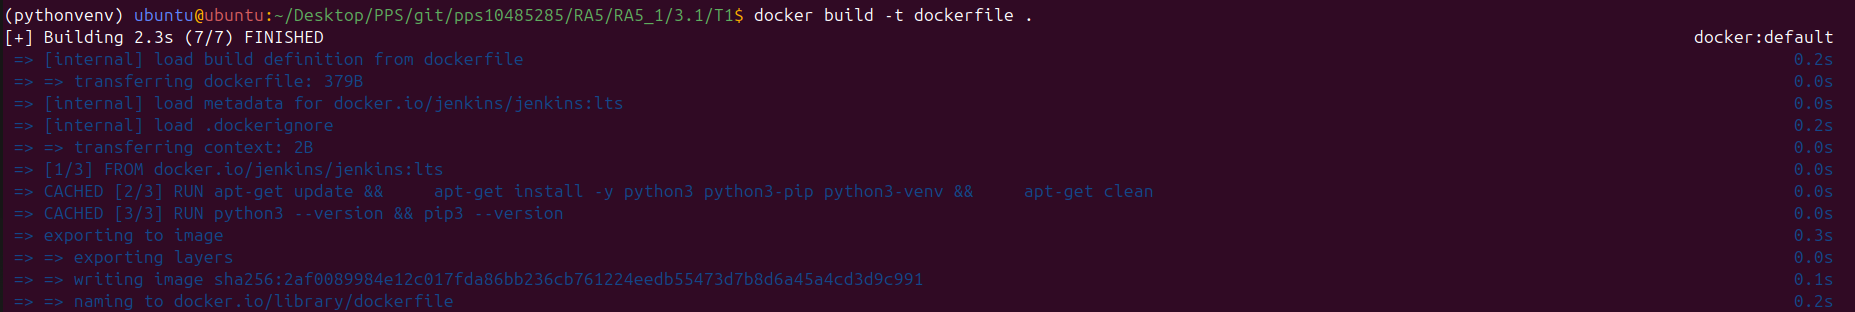 (pythonvenv) ubuntu@ubuntu:~/Desktop/PPS/git/pps10485285/RA5/RA5_1/3.1/T1$ docker build -t dockerfile .
[+] Building 2.3s (7/7) FINISHED docker:default
=> [internal] load build definition from dockerfile 0.2s
=> => transferring dockerfile: 379B 0.0s
=> [internal] load metadata for docker.io/jenkins/jenkins:lts 0.0s
=> [internal] load .dockerignore 0.2s
=> => transferring context: 2B 0.0s
=> [1/3] FROM docker.io/jenkins/jenkins:lts 0.0s
=> CACHED [2/3] RUN apt-get update &&     apt-get install -y python3 python3-pip python3-venv &&     apt-get clean 0.0s
=> CACHED [3/3] RUN python3 --version && pip3 --version 0.0s
=> exporting to image 0.3s
=> => exporting layers 0.0s
=> => writing image sha256:2af0089984e12c017fda86bb236cb761224eedb55473d7b8d6a45a4cd3d9c991 0.1s
=> => naming to docker.io/library/dockerfile 0.2s